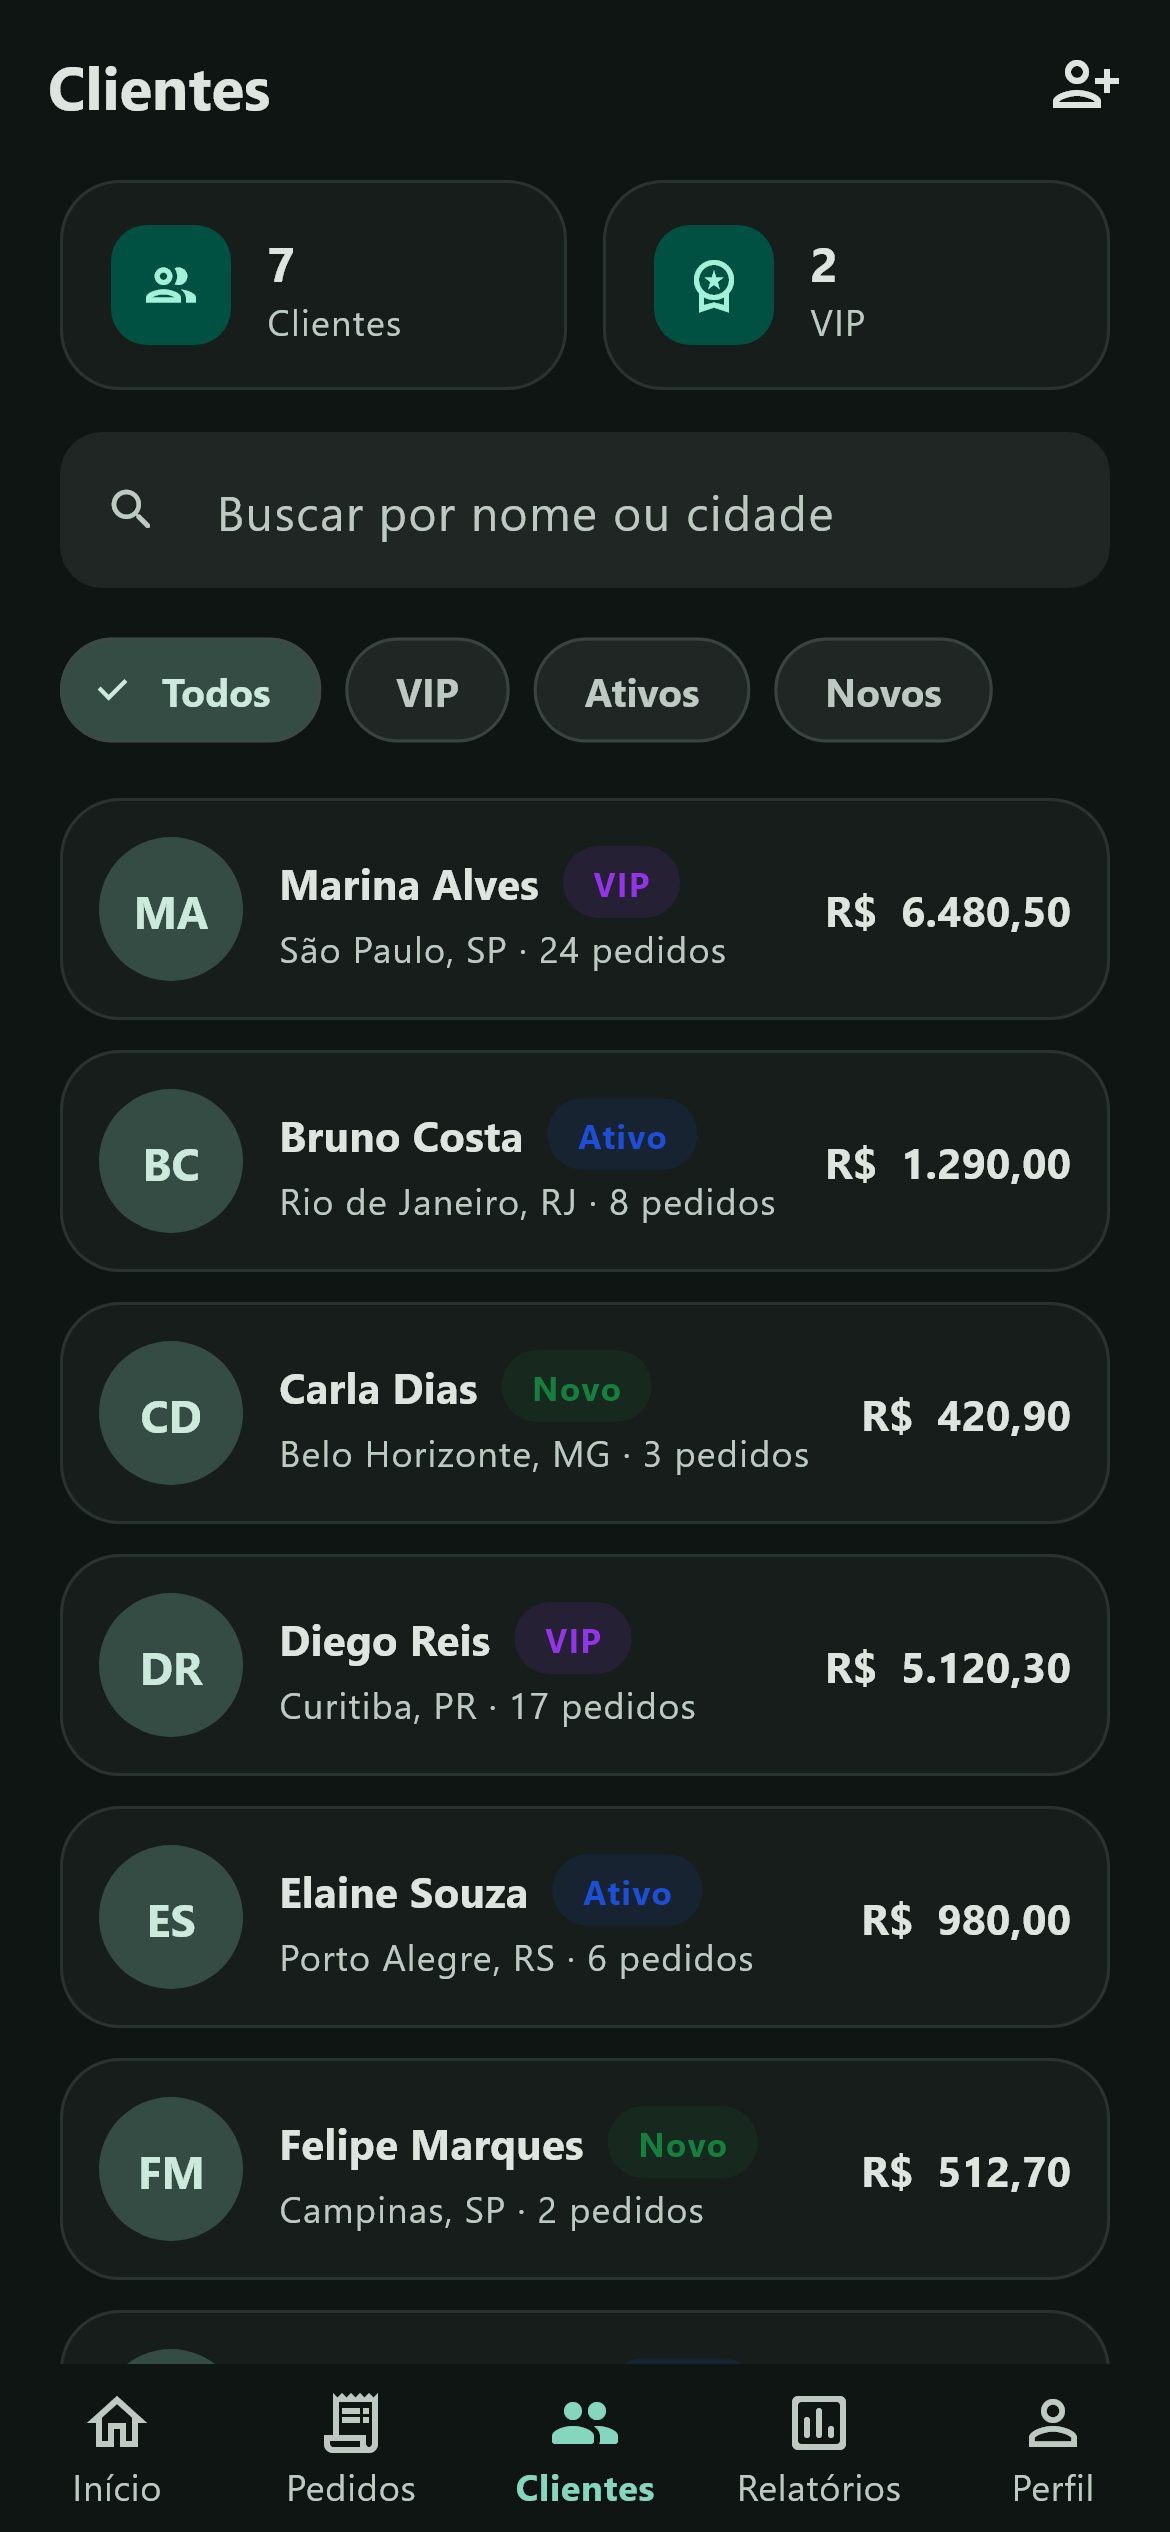 Clientes
7
Clientes
2
VIP
Buscar por nome ou cidade
Todos
VIP
Ativos
Novos
MA
Marina Alves
VIP
São Paulo, SP · 24 pedidos
R$ 6.480,50
BC
Bruno Costa
Ativo
Rio de Janeiro, RJ · 8 pedidos
R$ 1.290,00
CD
Carla Dias
Novo
Belo Horizonte, MG · 3 pedidos
R$ 420,90
DR
Diego Reis
VIP
Curitiba, PR · 17 pedidos
R$ 5.120,30
ES
Elaine Souza
Ativo
Porto Alegre, RS · 6 pedidos
R$ 980,00
FM
Felipe Marques
Novo
Campinas, SP · 2 pedidos
R$ 512,70
Início
Pedidos
Clientes
Relatórios
Perfil